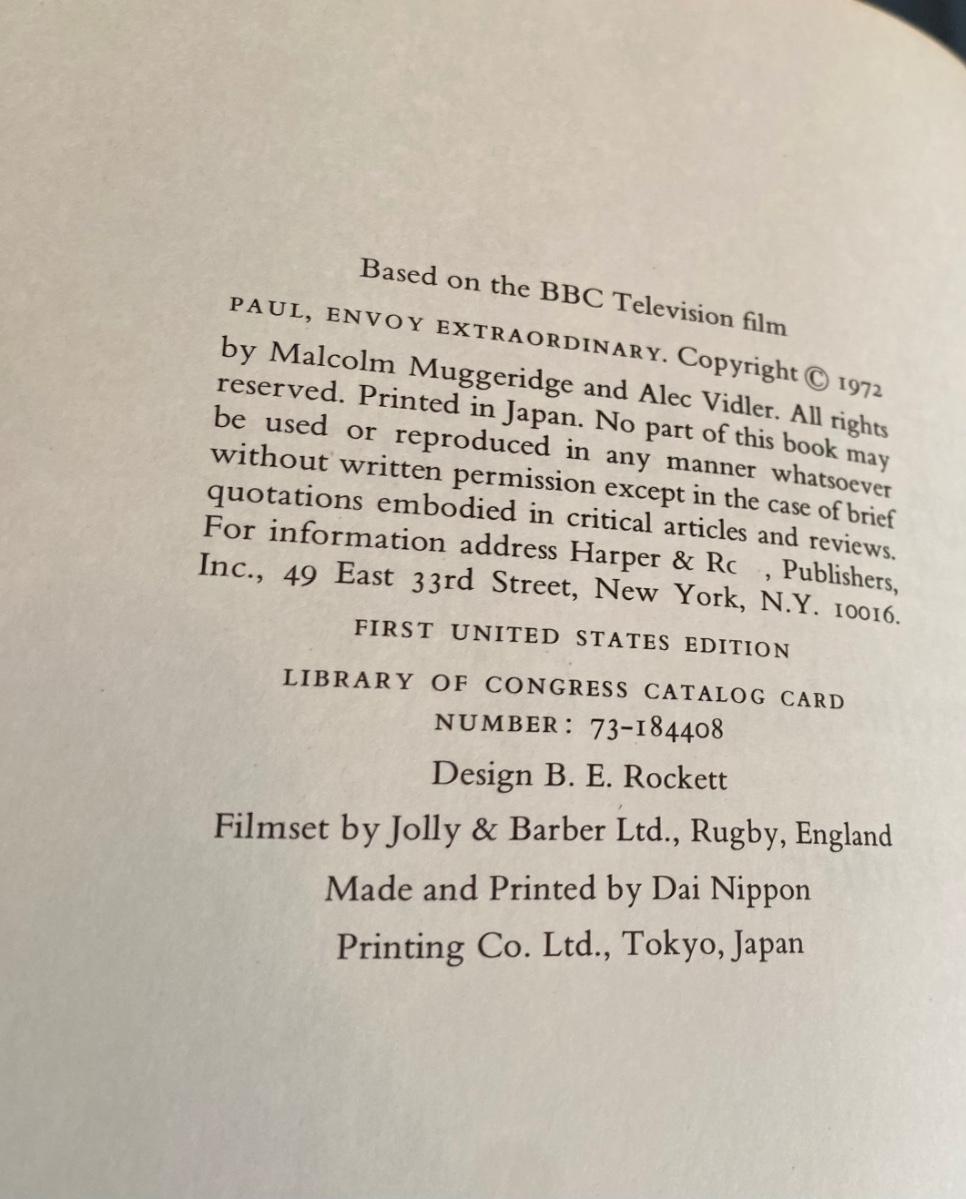 Based on the BBC Television film
PAUL, ENVOY EXTRAORDINARY. Copyright © 1972
by Malcolm Muggeridge and Alec Vidler. All rights
reserved. Printed in Japan. No part of this book may
be used or reproduced in any manner whatsoever
without written permission except in the case of brief
quotations embodied in critical articles and reviews.
For information address Harper & Rc , Publishers,
Inc., 49 East 33rd Street, New York, N.Y. 10016.
FIRST UNITED STATES EDITION
LIBRARY OF CONGRESS CATALOG CARD
NUMBER: 73-184408
Design B. E. Rockett
Filmset by Jolly & Barber Ltd., Rugby, England
Made and Printed by Dai Nippon
Printing Co. Ltd., Tokyo, Japan